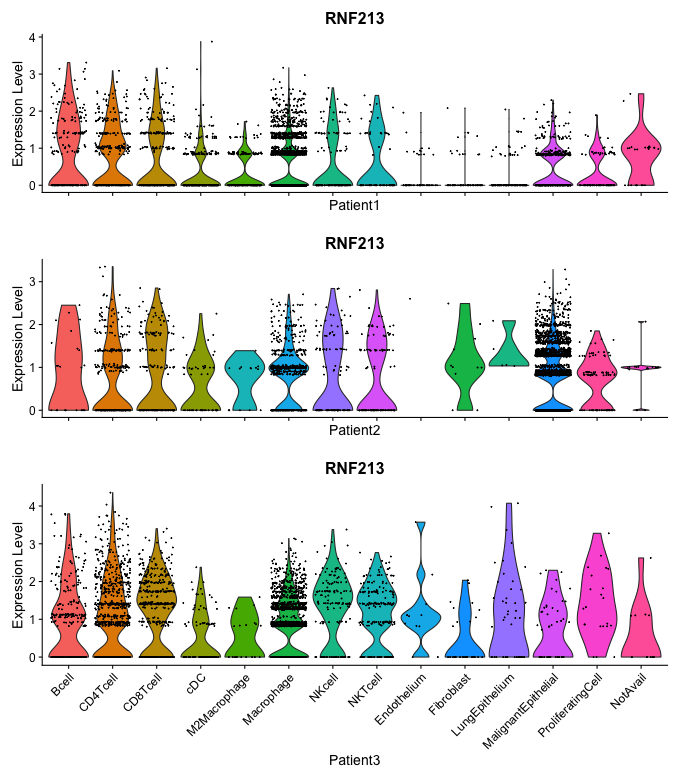 RNF213
Expression Level
4
3
2
1
0
Patient1
RNF213
Expression Level
3
2
1
0
Patient2
RNF213
Expression Level
4
3
2
1
0
Bcell
CD4Tcell
CD8Tcell
cDC
M2Macrophage
Macrophage
NKcell
NKTcell
Endothelium
Fibroblast
LungEpithelium
MalignantEpithelial
ProliferatingCell
NotAvail
Patient3